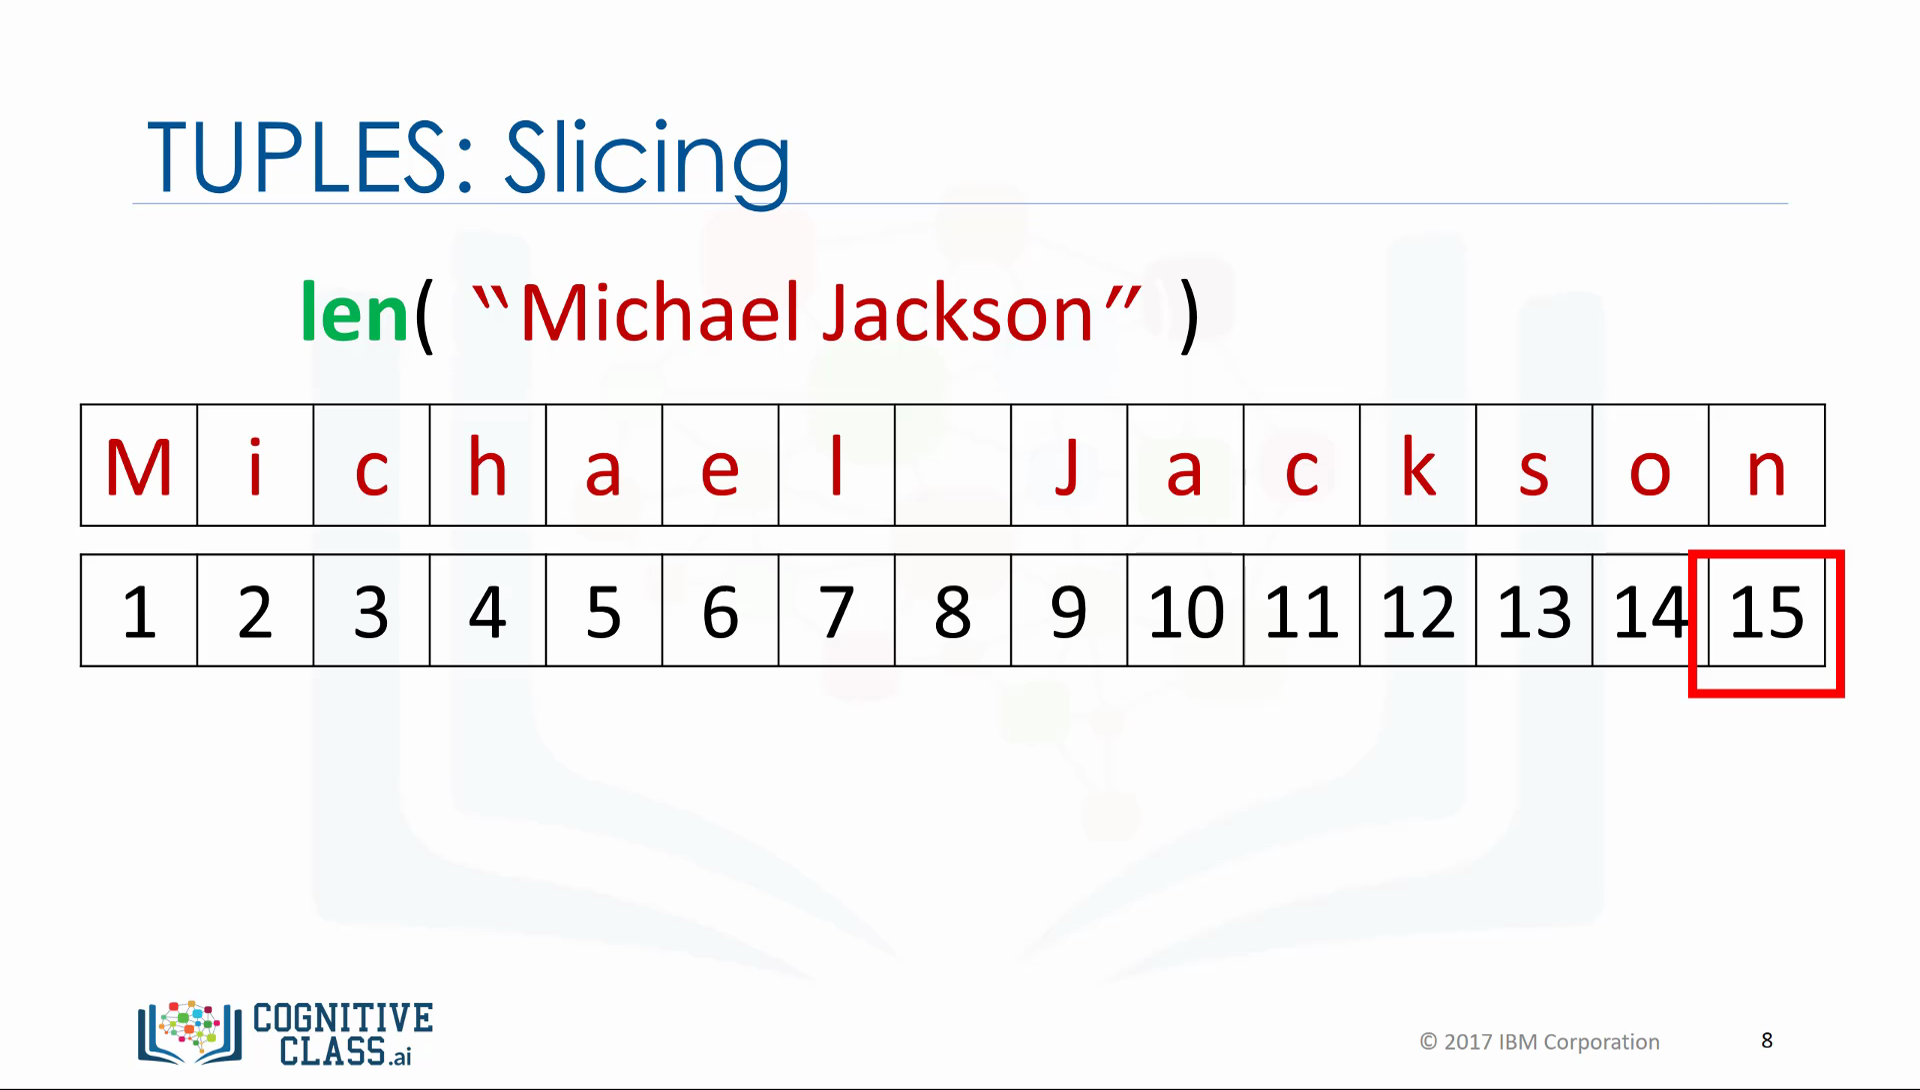 TUPLES: Slicing
len( "Michael Jackson" )
M i c h a e l J a c k s o n
1 2 3 4 5 6 7 8 9 10 11 12 13 14 15
COGNITIVE
CLASS.ai
© 2017 IBM Corporation 8